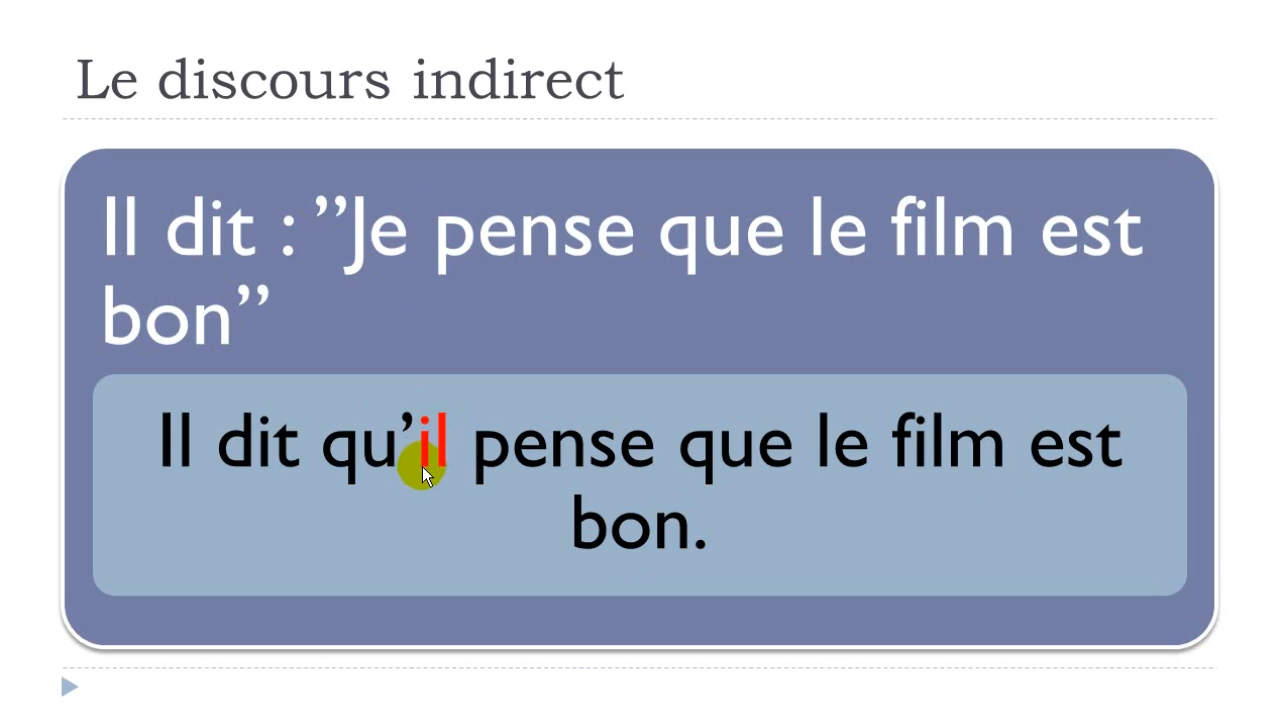 Le discours indirect
Il dit : ”Je pense que le film est
bon”
Il dit qu’il pense que le film est
bon.